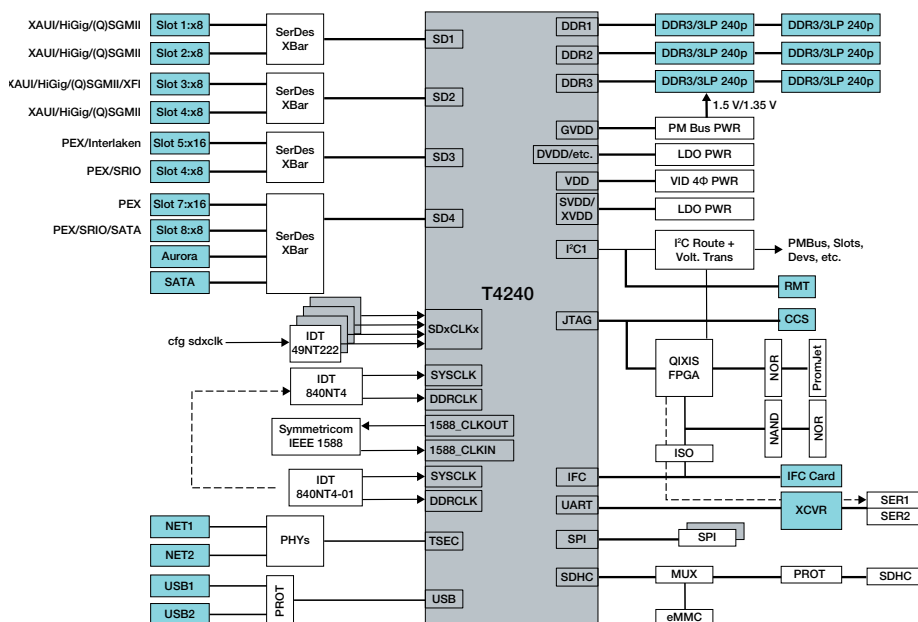 XAUI/HiGig/(Q)SGMII
Slot 1:x8
XAUI/HiGig/(Q)SGMII
Slot 2:x8
SerDes
XBar
SD1
XAUI/HiGig/(Q)SGMII/XFI
Slot 3:x8
XAUI/HiGig/(Q)SGMII
Slot 4:x8
SerDes
XBar
SD2
PEX/Interlaken
Slot 5:x16
PEX/SRIO
Slot 4:x8
SerDes
XBar
SD3
PEX
Slot 7:x16
PEX/SRIO/SATA
Slot 8:x8
Aurora
SATA
SerDes
XBar
SD4
T4240
cfg sdxclk
IDT
49NT222
SDxCLKx
IDT
840NT4
SYSCLK
DDRCLK
Symmetricom
IEEE 1588
1588_CLKOUT
1588_CLKIN
IDT
840NT4-01
SYSCLK
DDRCLK
NET1
NET2
PHYs
TSEC
USB1
USB2
PROT
USB
DDR1
DDR3/3LP 240p
DDR3/3LP 240p
DDR2
DDR3/3LP 240p
DDR3/3LP 240p
DDR3
DDR3/3LP 240p
DDR3/3LP 240p
1.5 V/1.35 V
GVDD
PM Bus PWR
DVDD/etc.
LDO PWR
VDD
VID 4Φ PWR
SVDD/
XVDD
LDO PWR
I²C1
I²C Route +
Volt. Trans
PMBus, Slots,
Devs, etc.
RMT
JTAG
CCS
QIXIS
FPGA
NOR
PromJet
NAND
NOR
ISO
IFC
IFC Card
UART
XCVR
SER1
SER2
SPI
SPI
SDHC
MUX
PROT
SDHC
eMMC